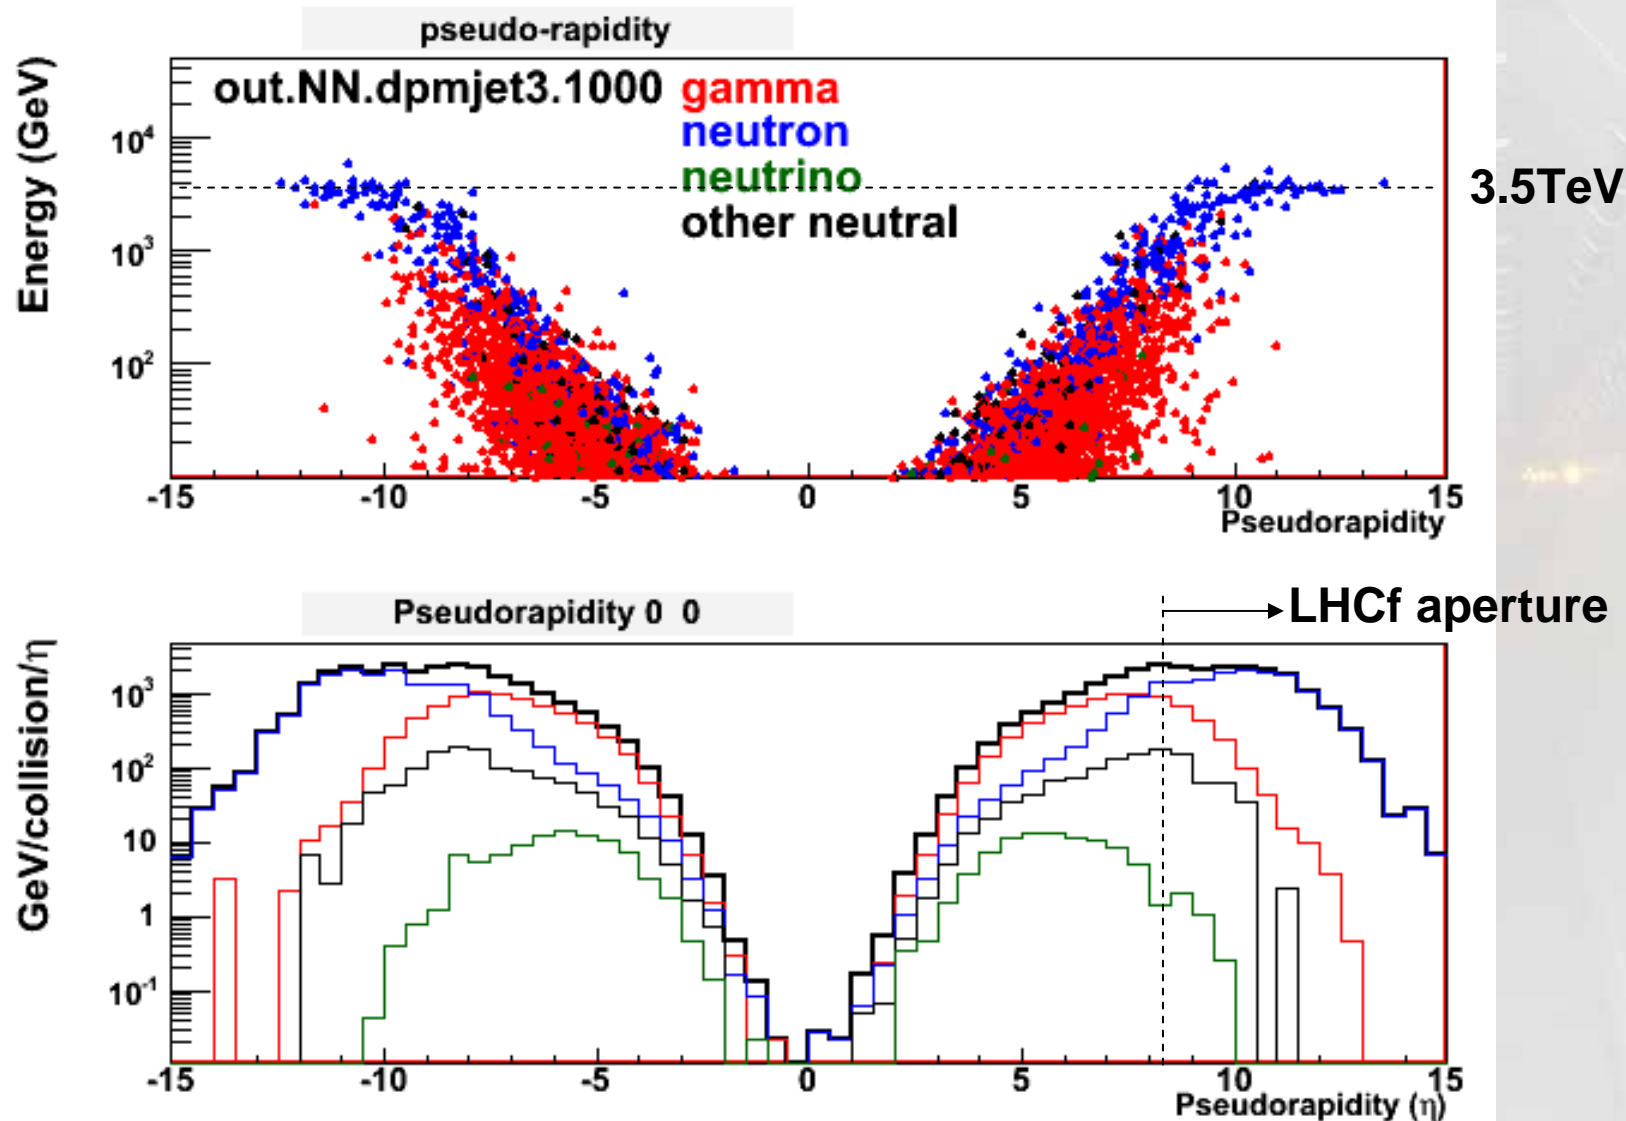 pseudo-rapidity
out.NN.dpmjet3.1000 gamma
neutron
neutrino
other neutral
3.5TeV
Energy (GeV)
10⁴
10³
10²
-15 -10 -5 0 5 10 15
Pseudorapidity
Pseudorapidity 0 0
LHCf aperture
GeV/collision/η
10³
10²
10
1
10⁻¹
-15 -10 -5 0 5 10 15
Pseudorapidity (η)